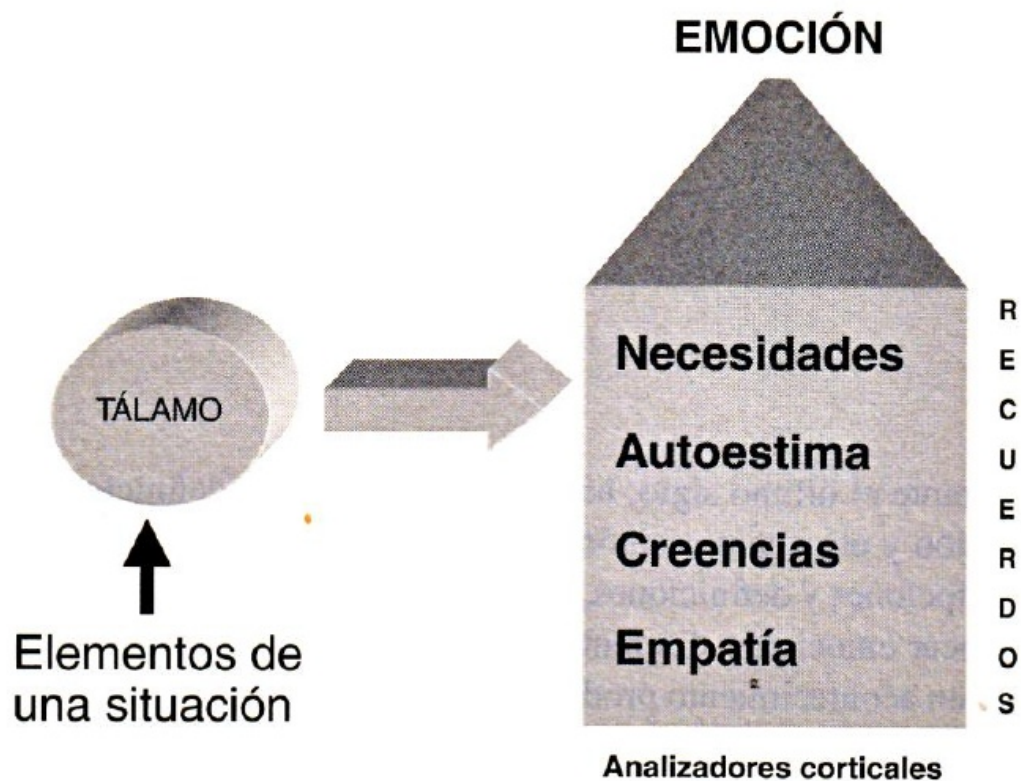 EMOCIÓN
TÁLAMO
Elementos de
una situación
Necesidades
Autoestima
Creencias
Empatía
RECUERDOS
Analizadores corticales